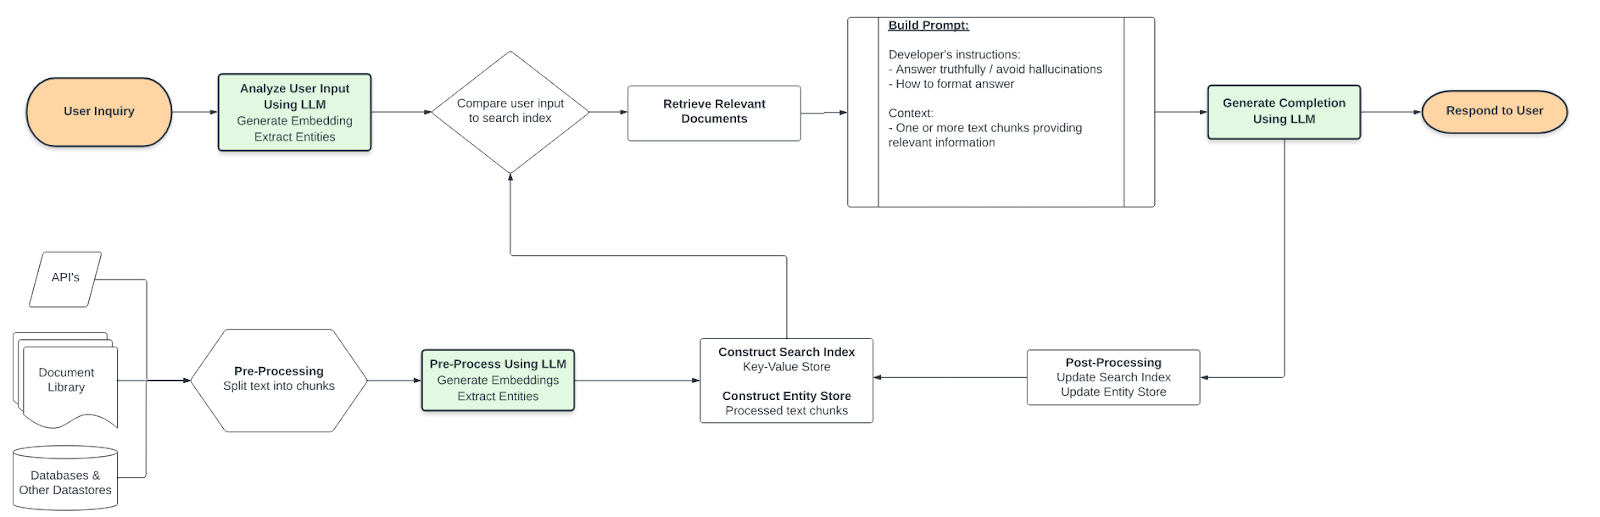 User Inquiry
Analyze User Input
Using LLM
Generate Embedding
Extract Entities
Compare user input
to search index
Retrieve Relevant
Documents
Build Prompt:
Developer's instructions:
- Answer truthfully / avoid hallucinations
- How to format answer
Context:
- One or more text chunks providing
relevant information
Generate Completion
Using LLM
Respond to User
API's
Document
Library
Databases &
Other Datastores
Pre-Processing
Split text into chunks
Pre-Process Using LLM
Generate Embeddings
Extract Entities
Construct Search Index
Key-Value Store
Construct Entity Store
Processed text chunks
Post-Processing
Update Search Index
Update Entity Store